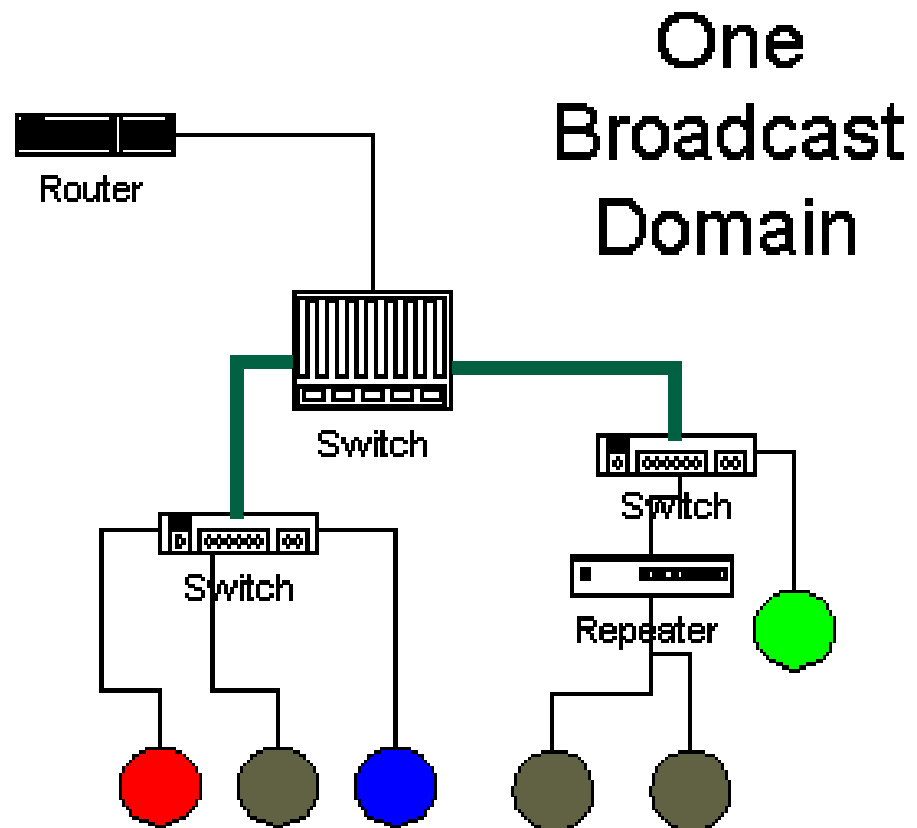 One
Broadcast
Domain
Router
Switch
Switch
Switch
Repeater